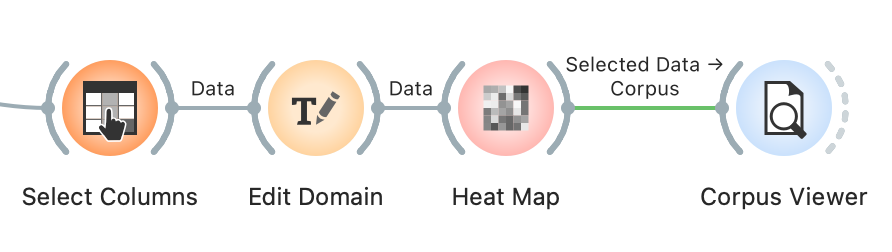 Data
Data
Selected Data →
Corpus
Select Columns
Edit Domain
Heat Map
Corpus Viewer